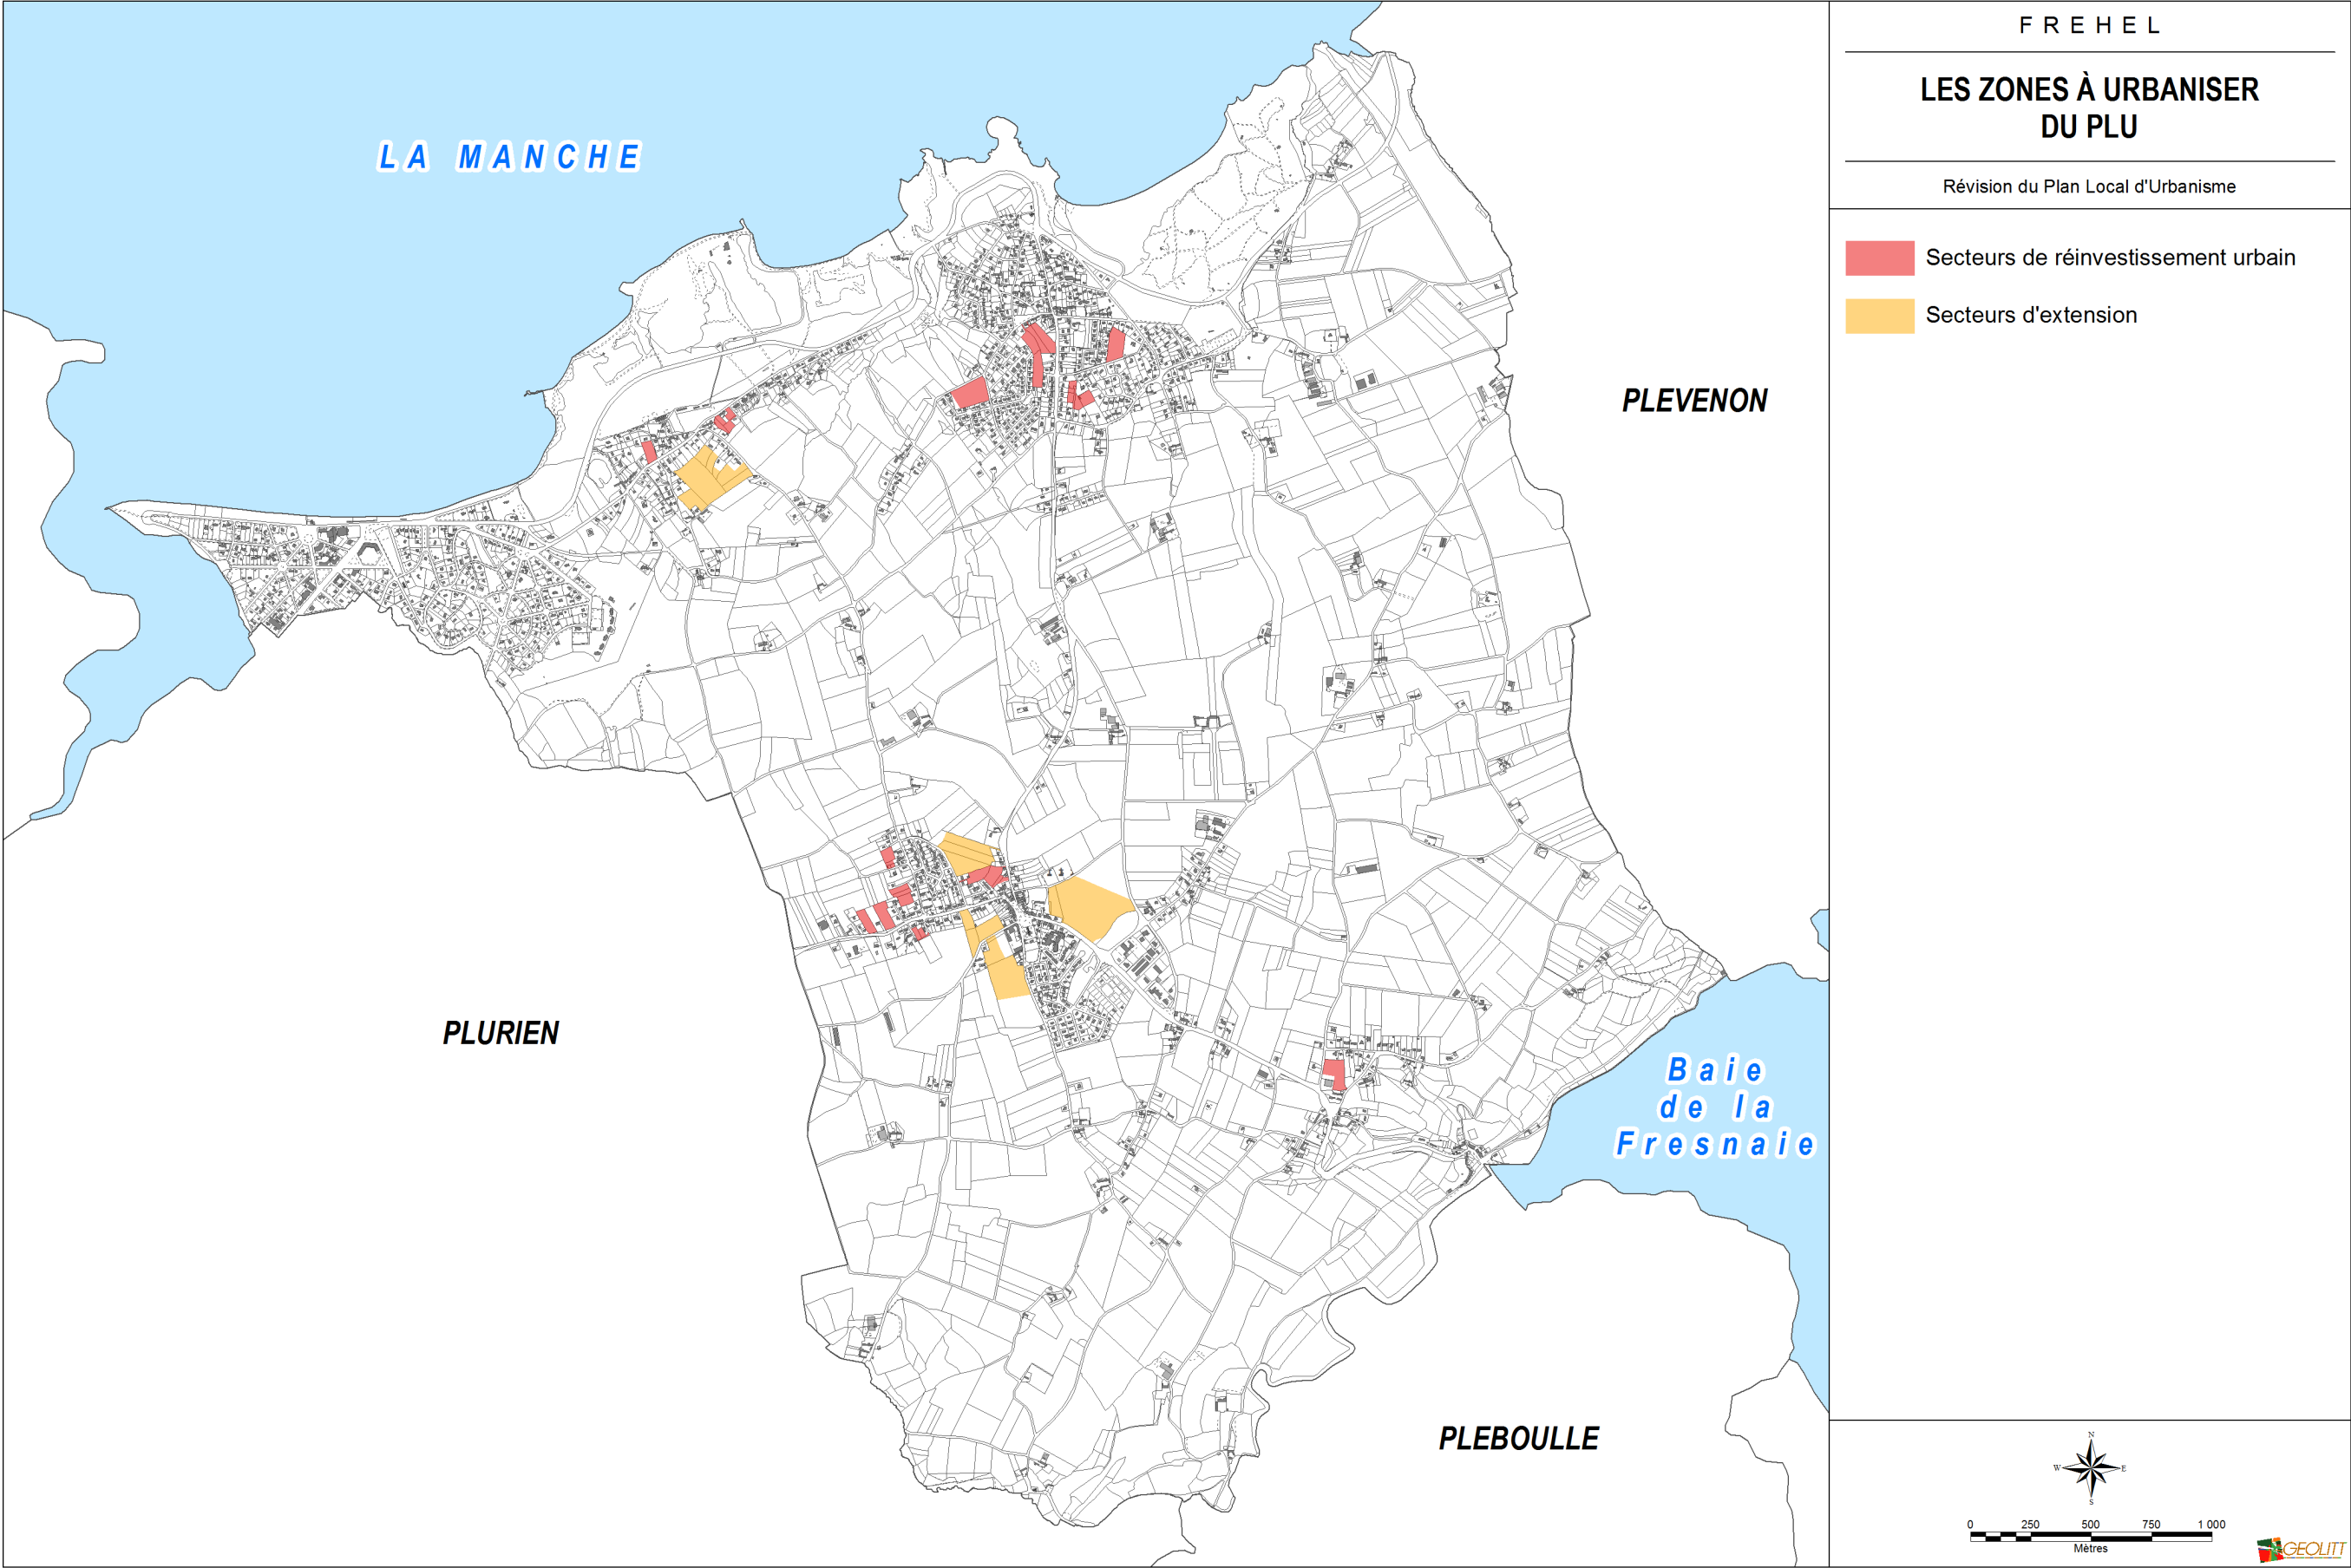 FREHEL
LES ZONES À URBANISER
DU PLU
Révision du Plan Local d'Urbanisme
Secteurs de réinvestissement urbain
Secteurs d'extension
LA MANCHE
PLEVENON
PLURIEN
Baie
de la
Fresnaie
PLEBOULLE
N
W E
S
0 250 500 750 1 000
Mètres
GEOLITT